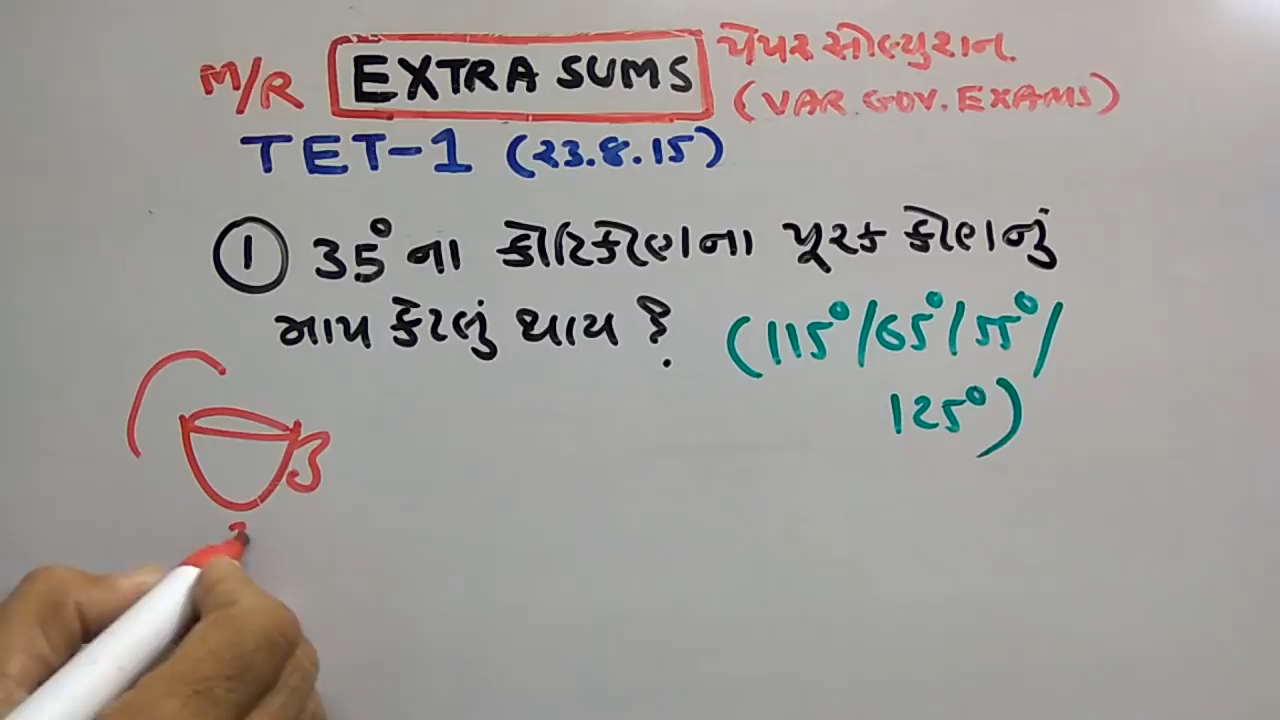 M/R EXTRA SUMS પેપર સોલ્યુશન
(VAR. GOV. EXAMS)
TET-1 (23.8.15)
① 35° ના કોટિકોણના પૂરક કોણનું
માપ કેટલું થાય ? (115°/65°/55°/
125°)